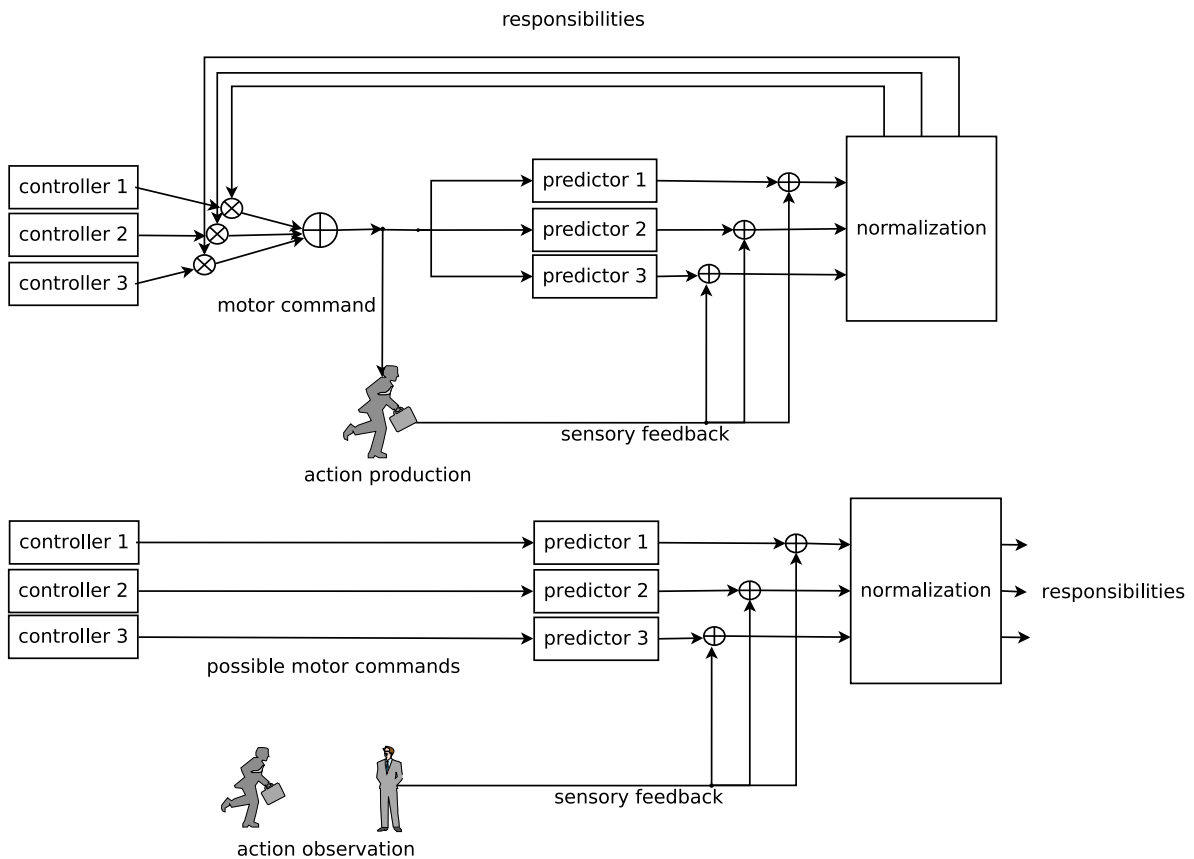 responsibilities
controller 1
controller 2
controller 3
predictor 1
predictor 2
predictor 3
normalization
motor command
sensory feedback
action production
controller 1
controller 2
controller 3
predictor 1
predictor 2
predictor 3
normalization
responsibilities
possible motor commands
sensory feedback
action observation